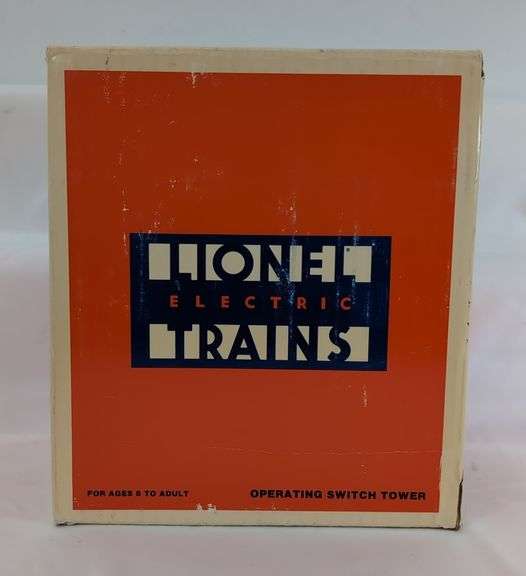 LIONEL
ELECTRIC
TRAINS
FOR AGES 8 TO ADULT
OPERATING SWITCH TOWER